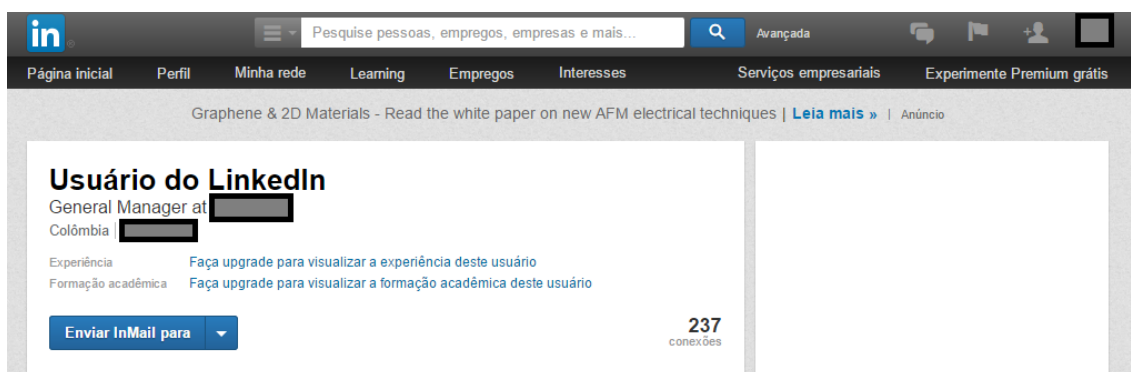 in
Pesquise pessoas, empregos, empresas e mais...
Avançada
Página inicial Perfil Minha rede Learning Empregos Interesses Serviços empresariais Experimente Premium grátis
Graphene & 2D Materials - Read the white paper on new AFM electrical techniques | Leia mais » | Anúncio
Usuário do LinkedIn
General Manager at
Colômbia |
Experiência Faça upgrade para visualizar a experiência deste usuário
Formação acadêmica Faça upgrade para visualizar a formação acadêmica deste usuário
Enviar InMail para
237
conexões